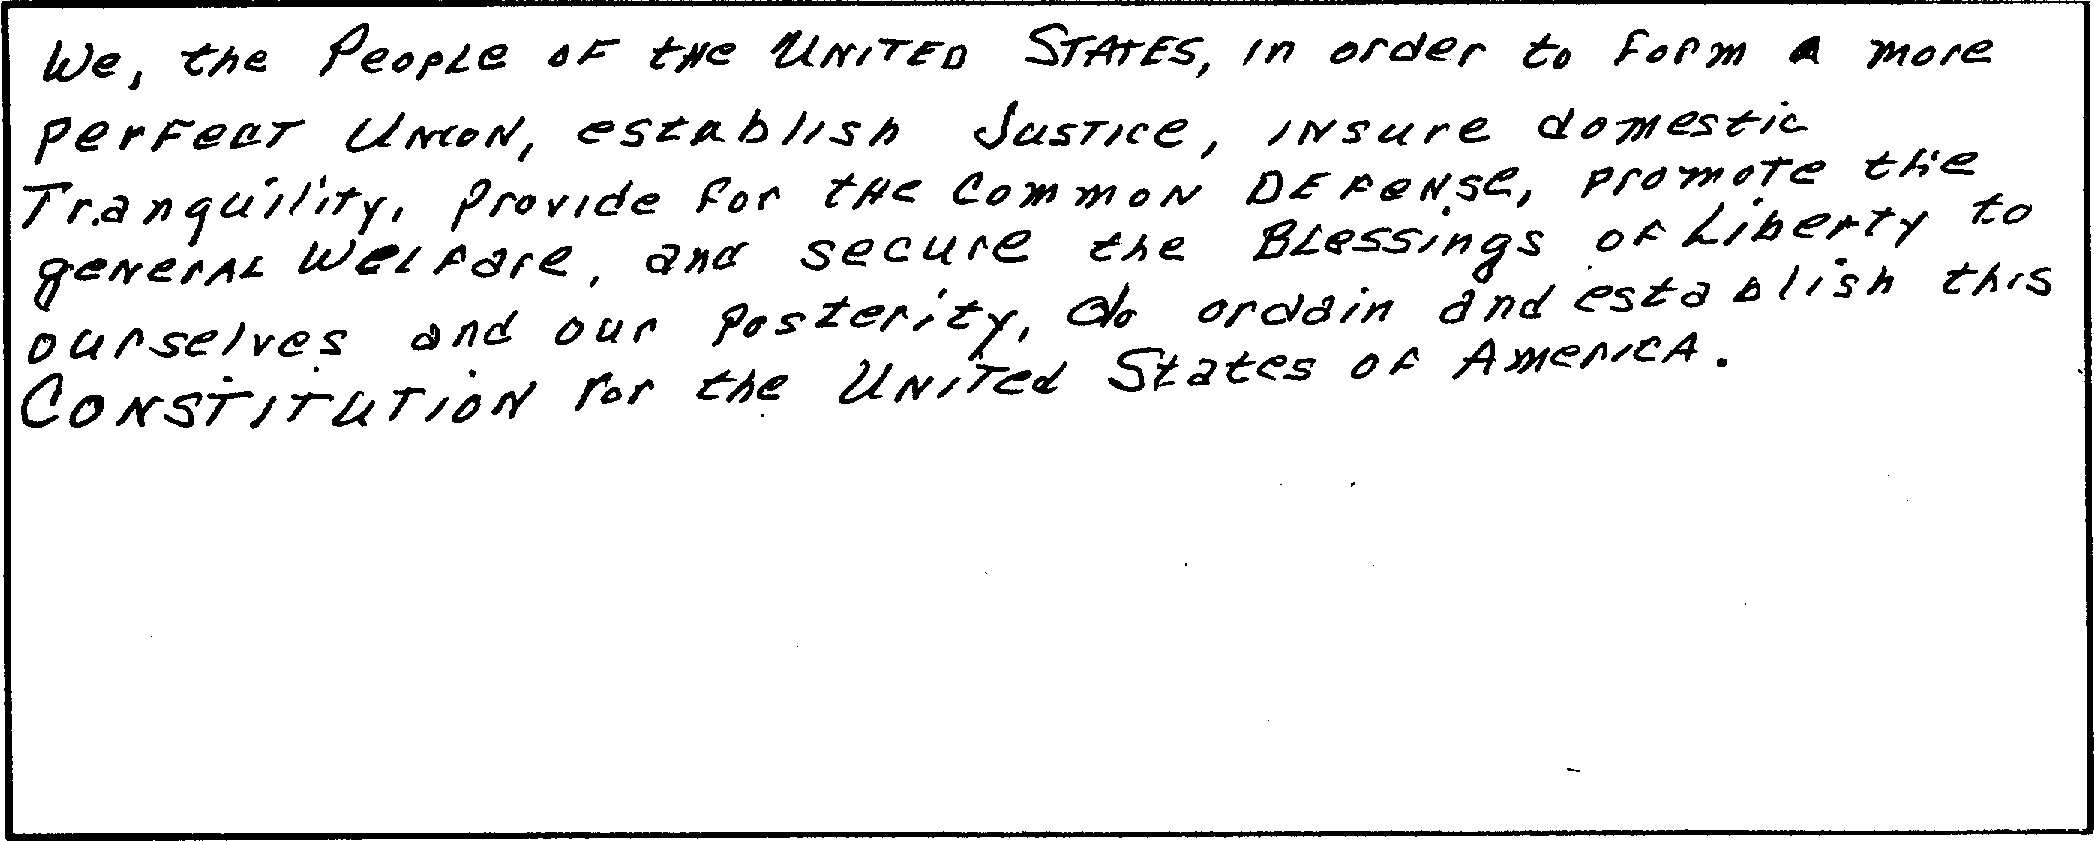 We, the People of the United States, in order to form a more
perfect Union, establish Justice, insure domestic
Tranquility, provide for the common Defense, promote the
general Welfare, and secure the Blessings of Liberty to
ourselves and our posterity, do ordain and establish this
Constitution for the United States of America.